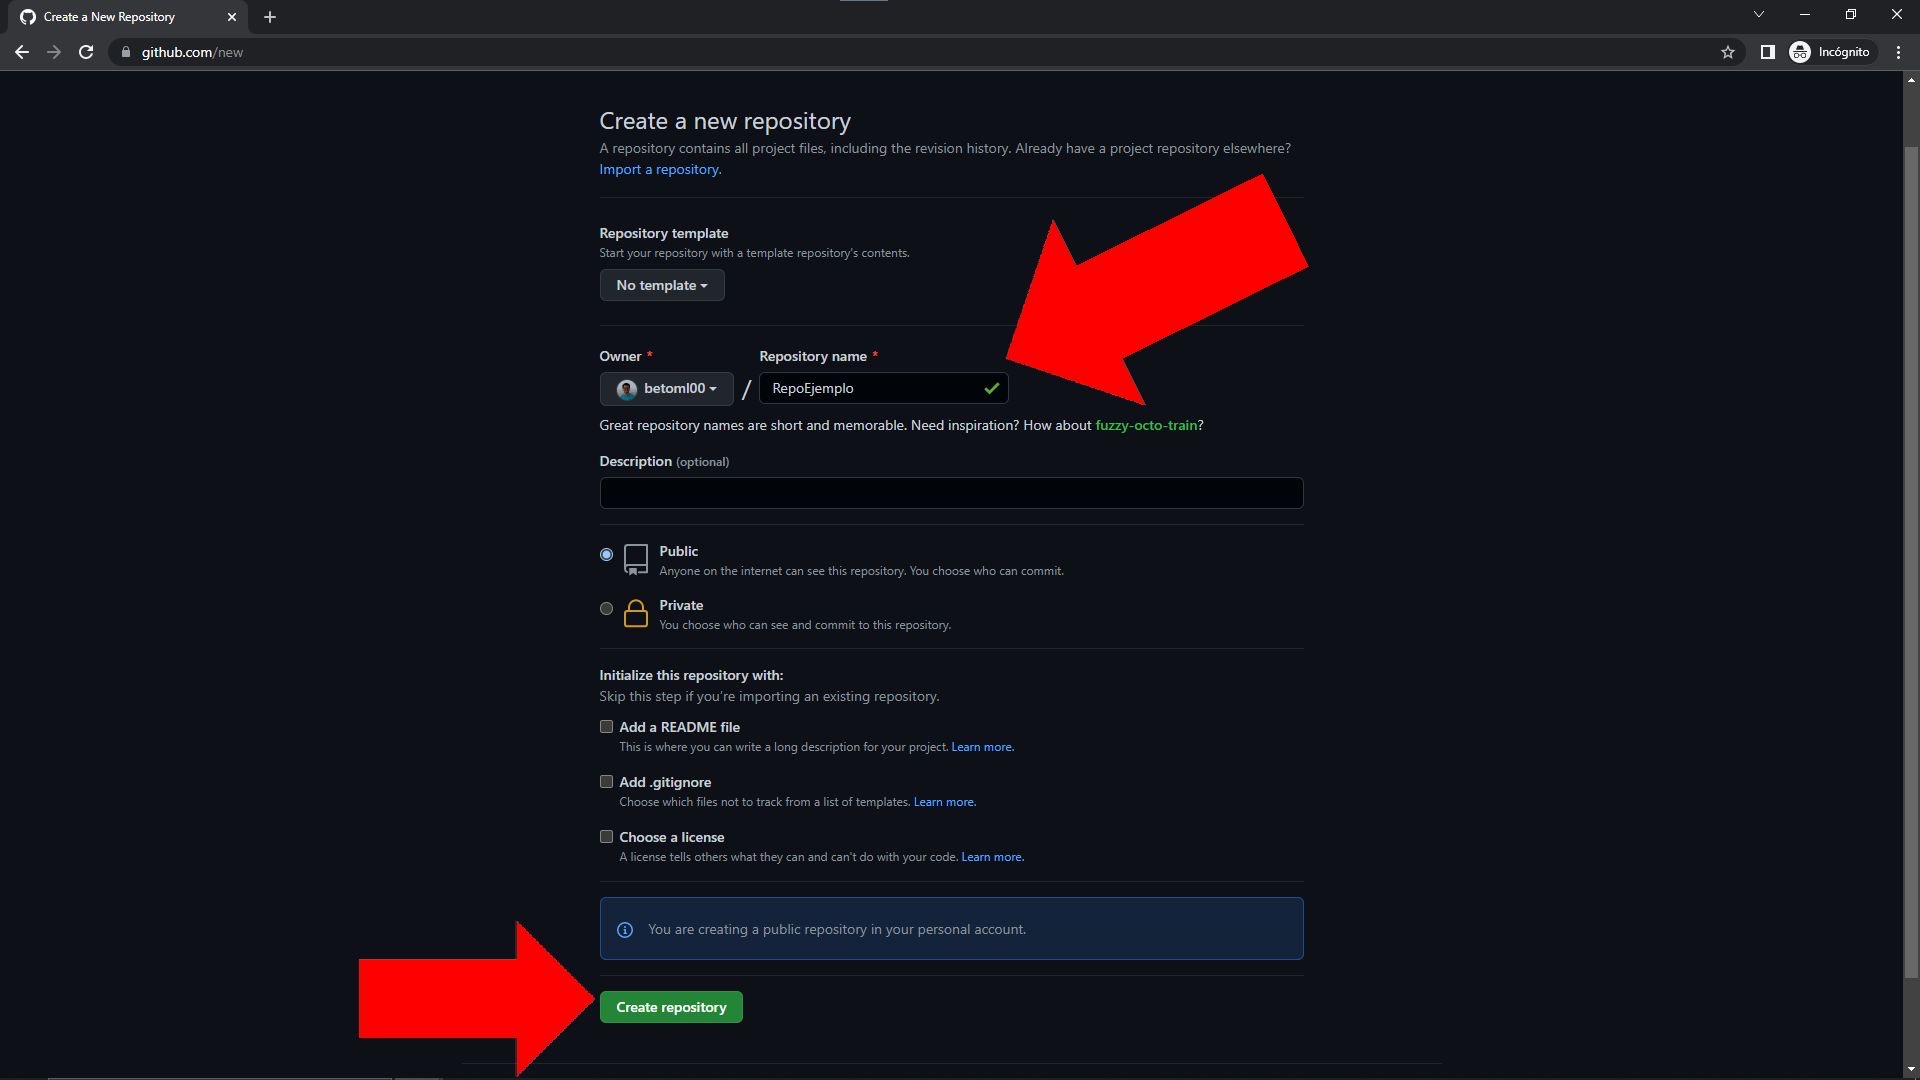 Create a New Repository
github.com/new
Incógnito
Create a new repository
A repository contains all project files, including the revision history. Already have a project repository elsewhere?
Import a repository.
Repository template
Start your repository with a template repository's contents.
No template
Owner * Repository name *
betoml00 / RepoEjemplo
Great repository names are short and memorable. Need inspiration? How about fuzzy-octo-train?
Description (optional)
Public
Anyone on the internet can see this repository. You choose who can commit.
Private
You choose who can see and commit to this repository.
Initialize this repository with:
Skip this step if you're importing an existing repository.
Add a README file
This is where you can write a long description for your project. Learn more.
Add .gitignore
Choose which files not to track from a list of templates. Learn more.
Choose a license
A license tells others what they can and can't do with your code. Learn more.
You are creating a public repository in your personal account.
Create repository